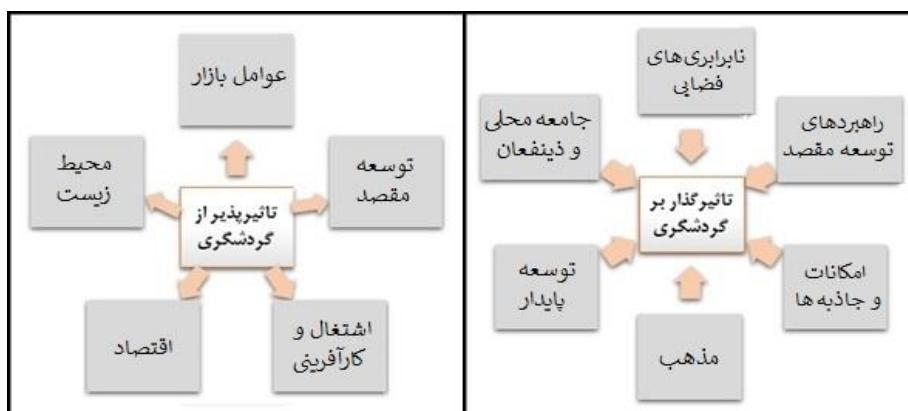 نابرابری‌های
فضایی
راهبردهای
توسعه مقصد
جامعه محلی
و ذینفعان
تاثیرگذار بر
گردشگری
امکانات
و جاذبه ها
توسعه
پایدار
مذهب
عوامل بازار
توسعه
مقصد
محیط
زیست
تاثیرپذیر از
گردشگری
اشتغال و
کارآفرینی
اقتصاد